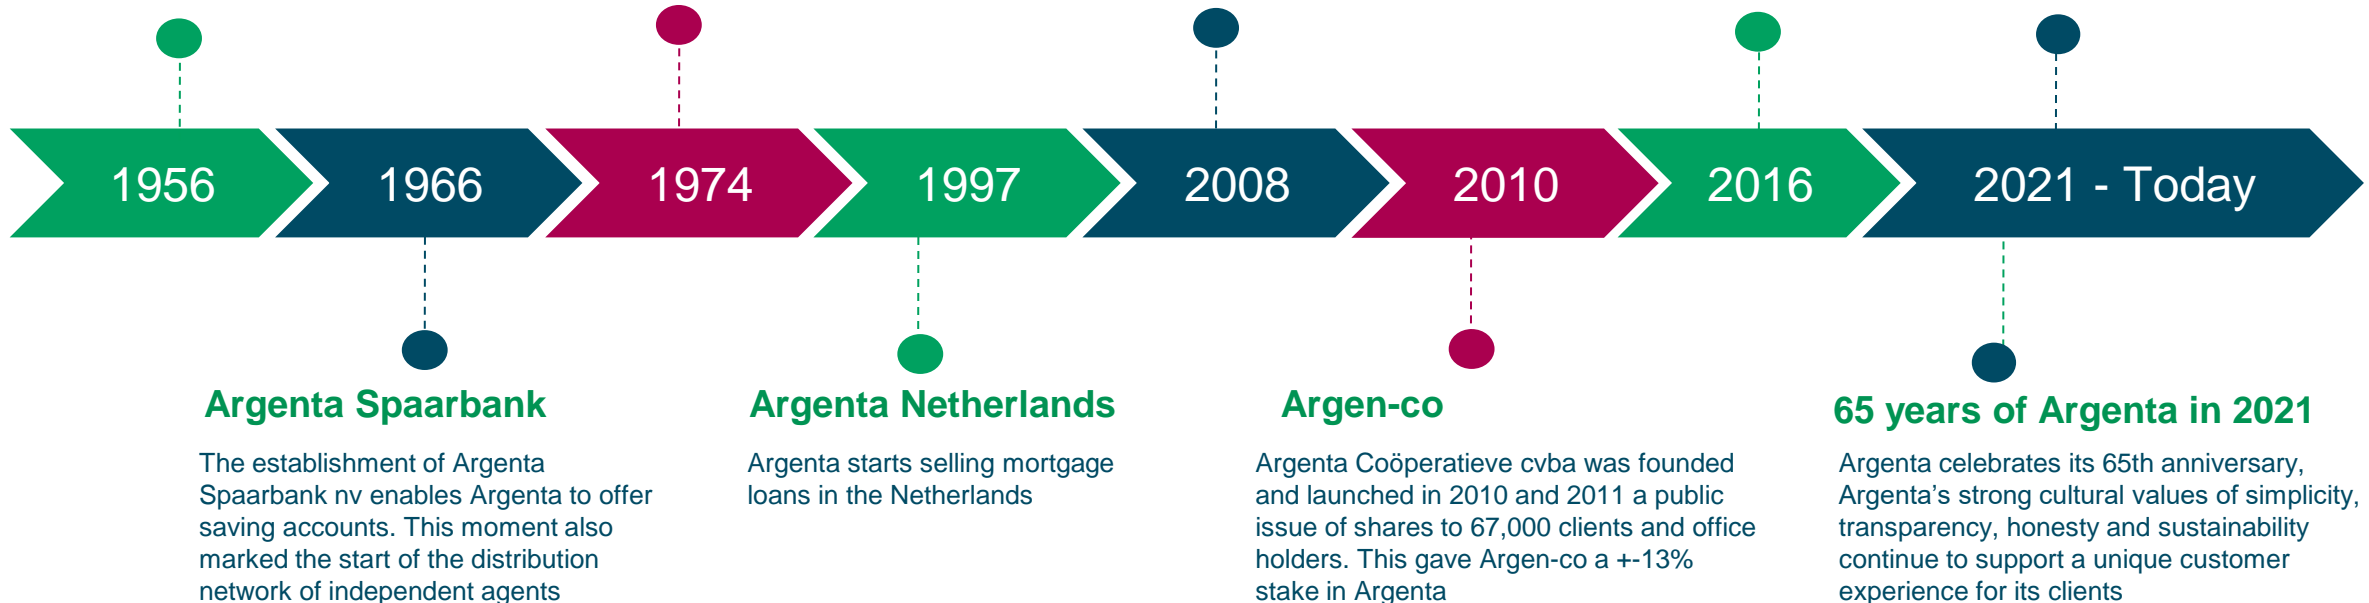 1956
1966
1974
1997
2008
2010
2016
2021 - Today
Argenta Spaarbank
The establishment of Argenta
Spaarbank nv enables Argenta to offer
saving accounts. This moment also
marked the start of the distribution
network of independent agents
Argenta Netherlands
Argenta starts selling mortgage
loans in the Netherlands
Argen-co
Argenta Coöperatieve cvba was founded
and launched in 2010 and 2011 a public
issue of shares to 67,000 clients and office
holders. This gave Argen-co a +-13%
stake in Argenta
65 years of Argenta in 2021
Argenta celebrates its 65th anniversary,
Argenta’s strong cultural values of simplicity,
transparency, honesty and sustainability
continue to support a unique customer
experience for its clients